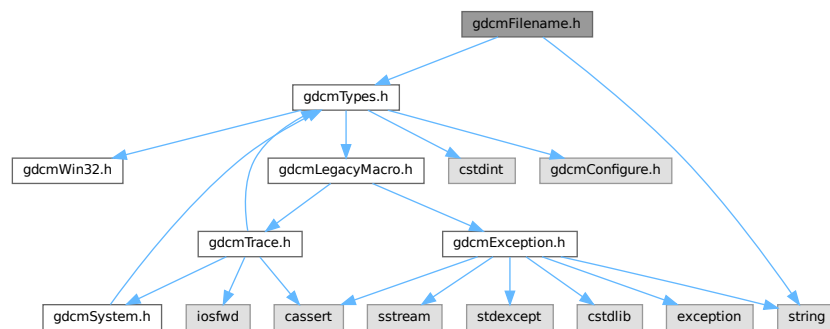 gdcmFilename.h
gdcmTypes.h
gdcmWin32.h
gdcmLegacyMacro.h
cstdint
gdcmConfigure.h
gdcmTrace.h
gdcmException.h
gdcmSystem.h
iosfwd
cassert
sstream
stdexcept
cstdlib
exception
string